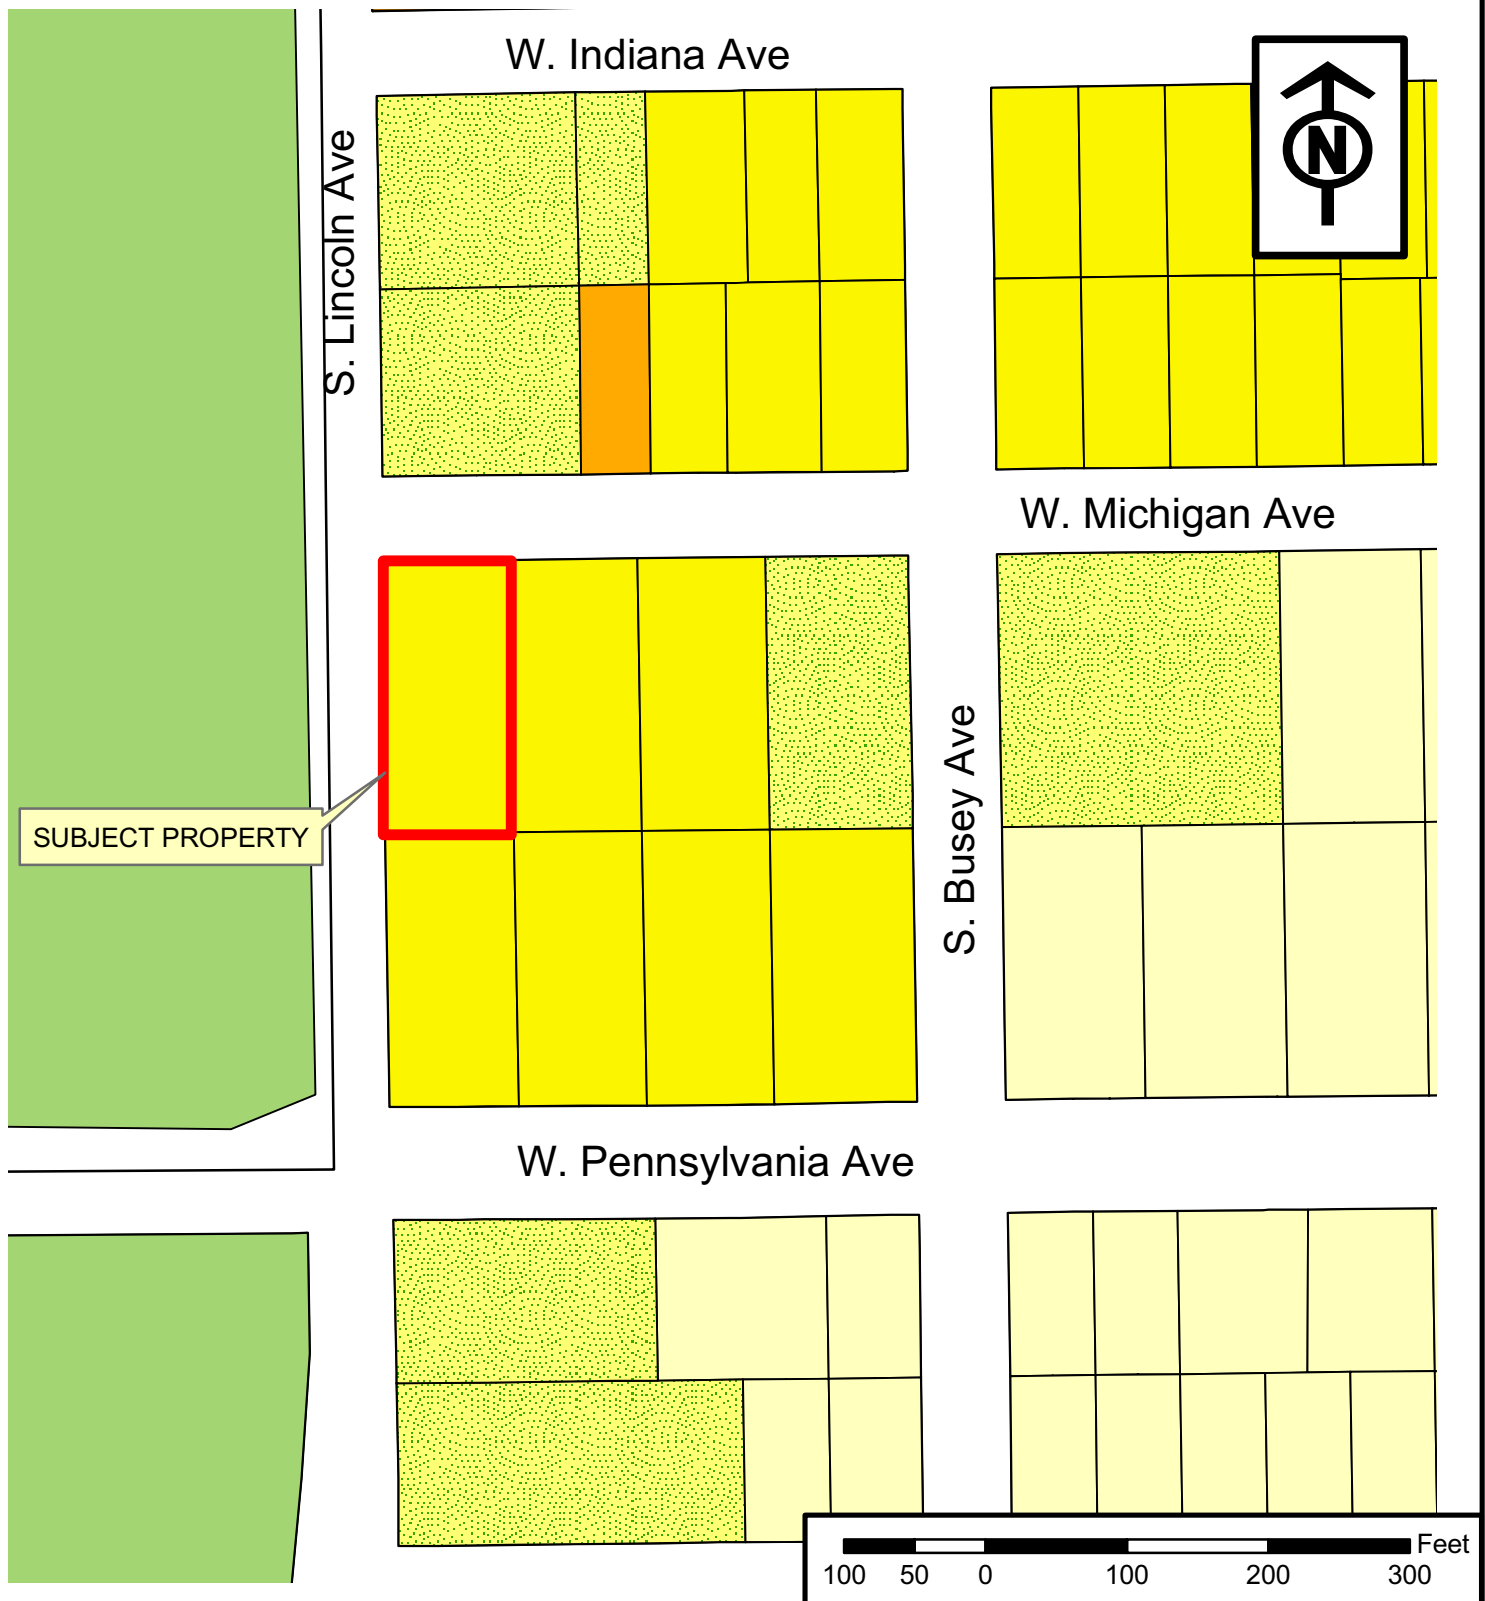 W. Indiana Ave
N
S. Lincoln Ave
W. Michigan Ave
SUBJECT PROPERTY
S. Busey Ave
W. Pennsylvania Ave
Feet
100 50 0 100 200 300